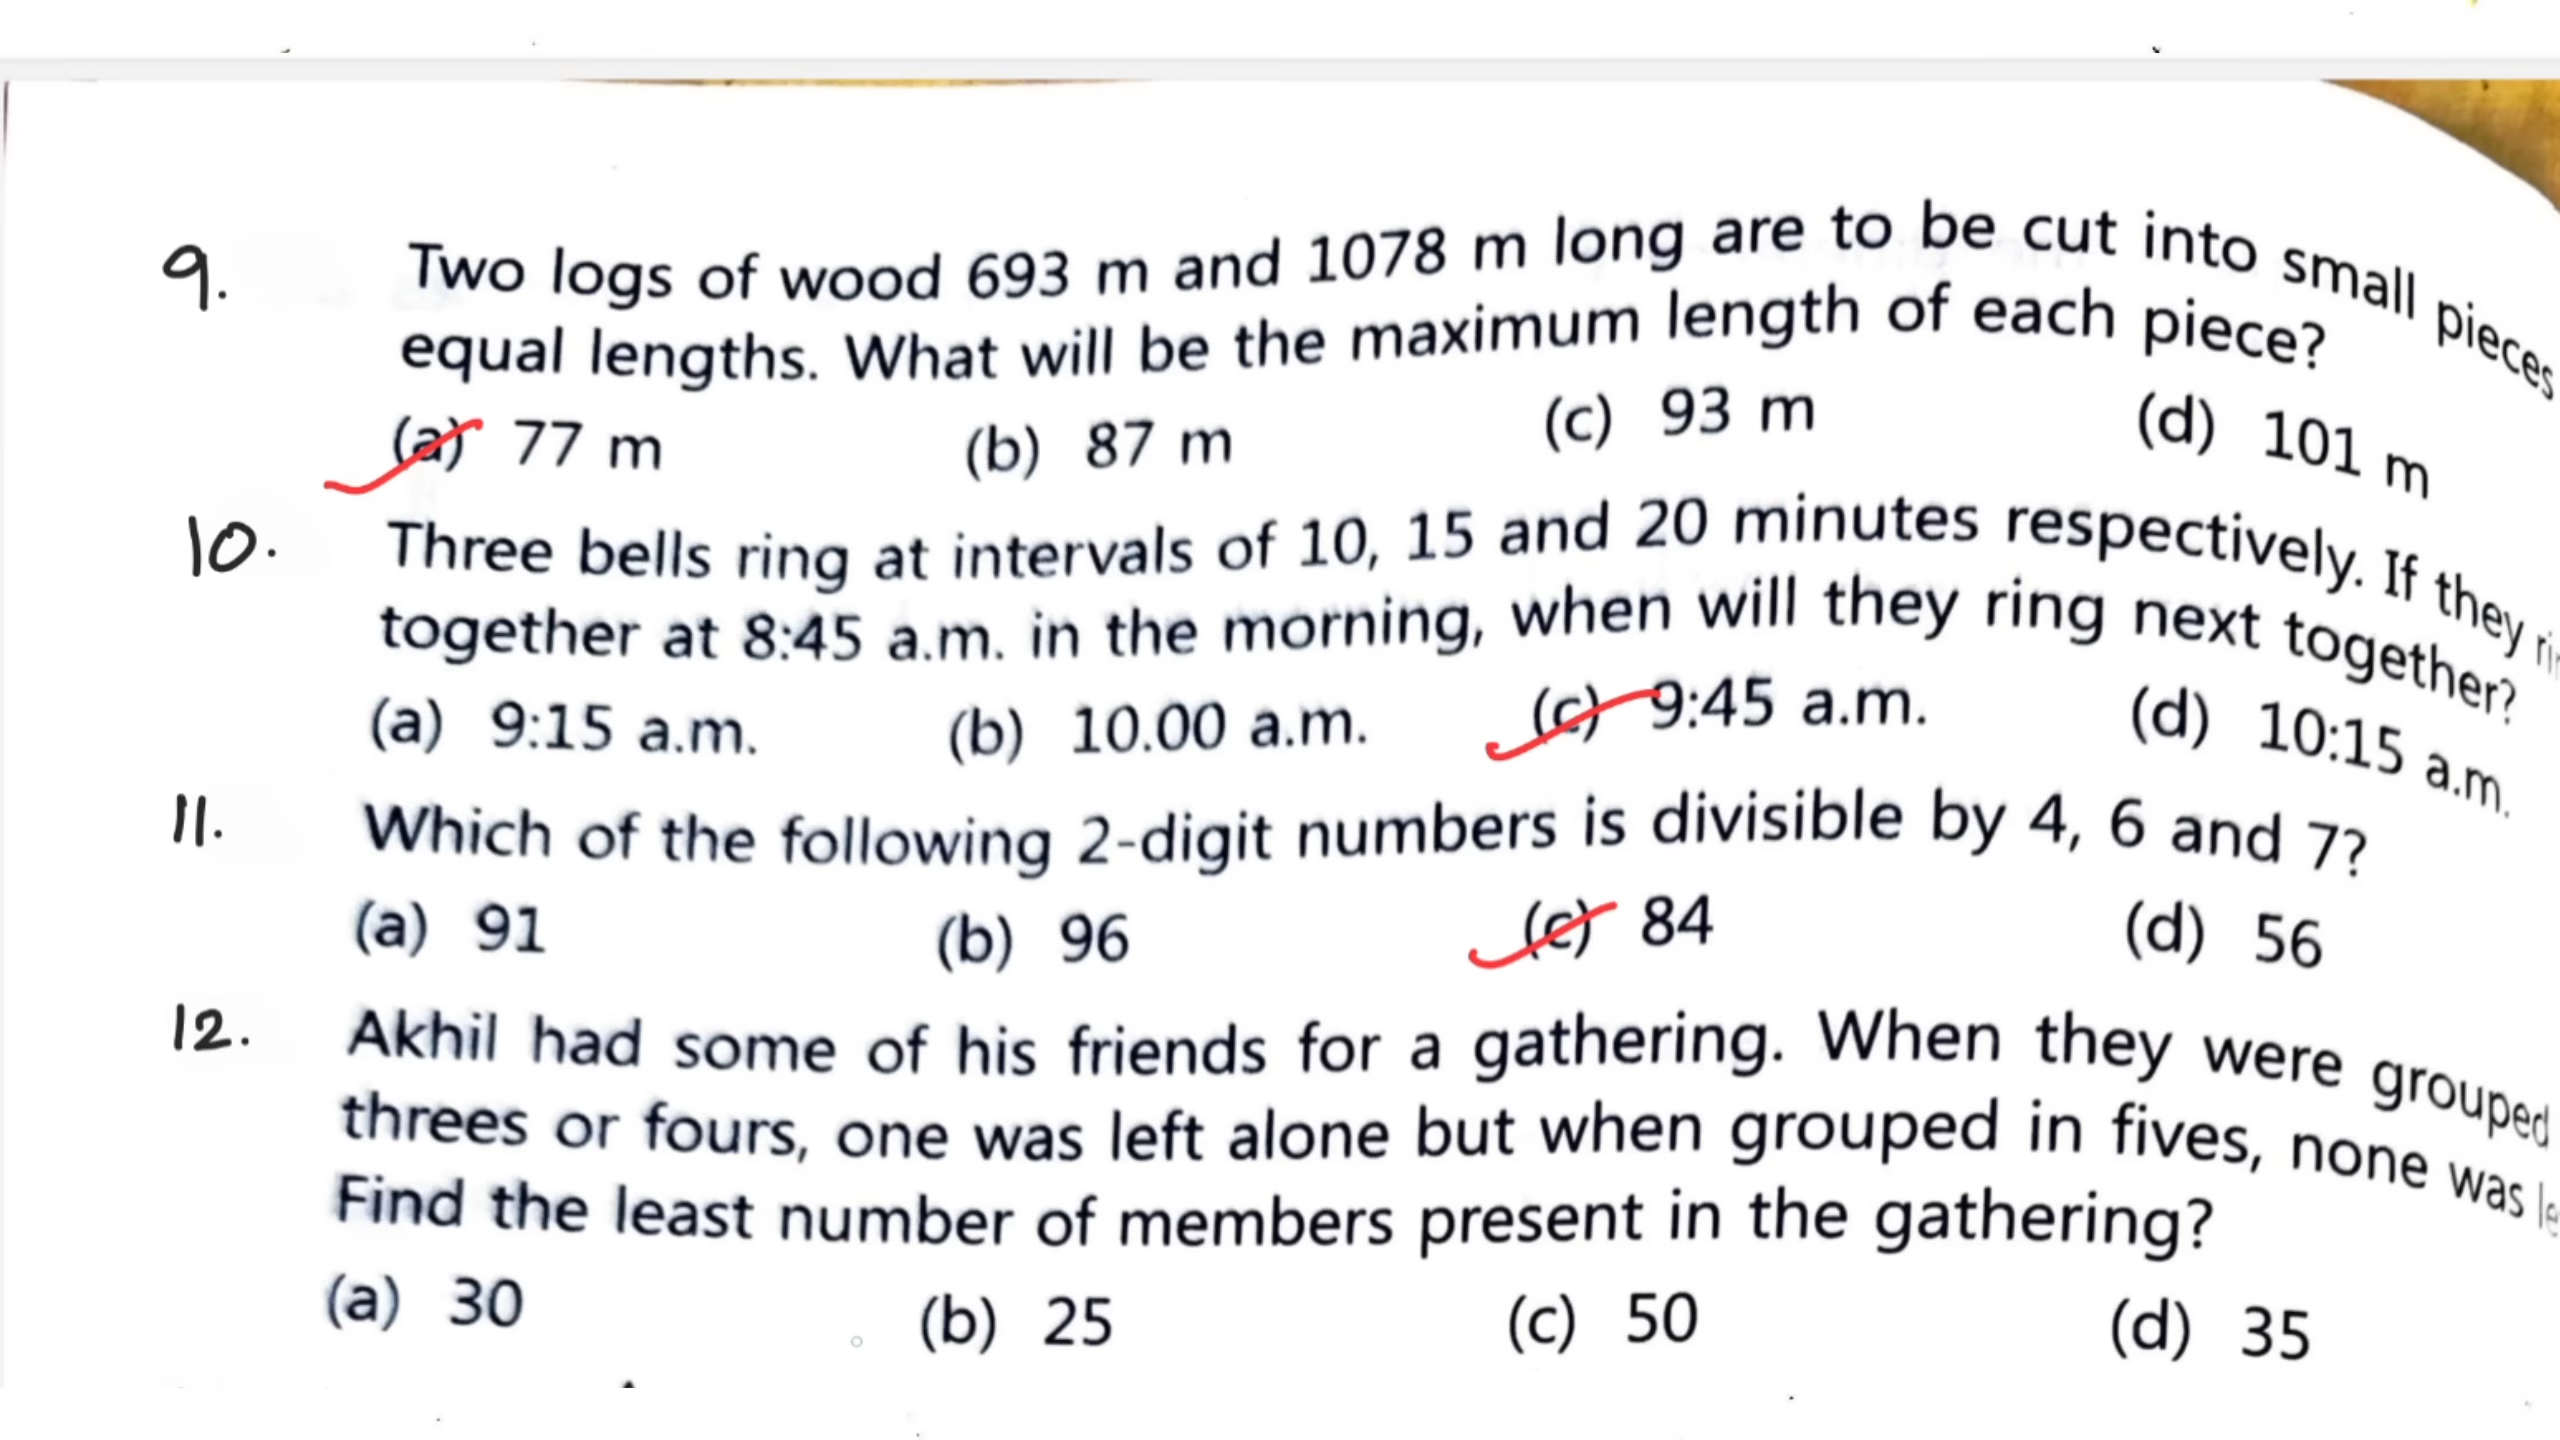 9. Two logs of wood 693 m and 1078 m long are to be cut into small pieces
equal lengths. What will be the maximum length of each piece?
(a) 77 m (b) 87 m (c) 93 m (d) 101 m
10. Three bells ring at intervals of 10, 15 and 20 minutes respectively. If they
together at 8:45 a.m. in the morning, when will they ring next together?
(a) 9:15 a.m. (b) 10.00 a.m. (c) 9:45 a.m. (d) 10:15 a.m.
11. Which of the following 2-digit numbers is divisible by 4, 6 and 7?
(a) 91 (b) 96 (c) 84 (d) 56
12. Akhil had some of his friends for a gathering. When they were grouped
threes or fours, one was left alone but when grouped in fives, none was
Find the least number of members present in the gathering?
(a) 30 (b) 25 (c) 50 (d) 35